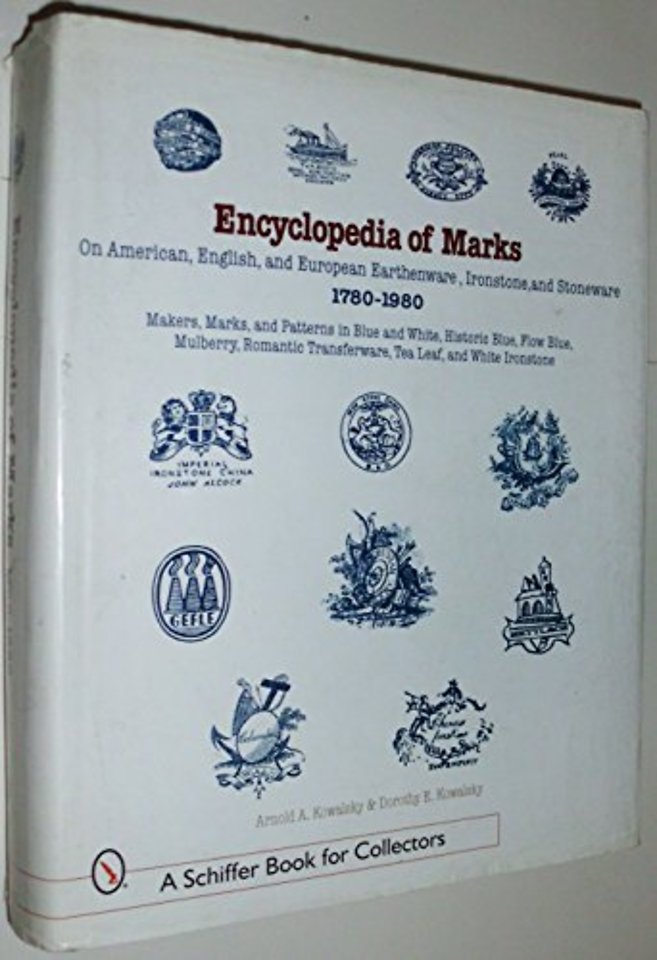 PEARL
Encyclopedia of Marks
On American, English, and European Earthenware, Ironstone, and Stoneware
1780-1980
Makers, Marks, and Patterns in Blue and White, Historic Blue, Flow Blue,
Mulberry, Romantic Transferware, Tea Leaf, and White Ironstone
IMPERIAL
IRONSTONE CHINA
JOHN ALCOCK
GEFLE
Arnold A. Kowalsky & Dorothy E. Kowalsky
A Schiffer Book for Collectors